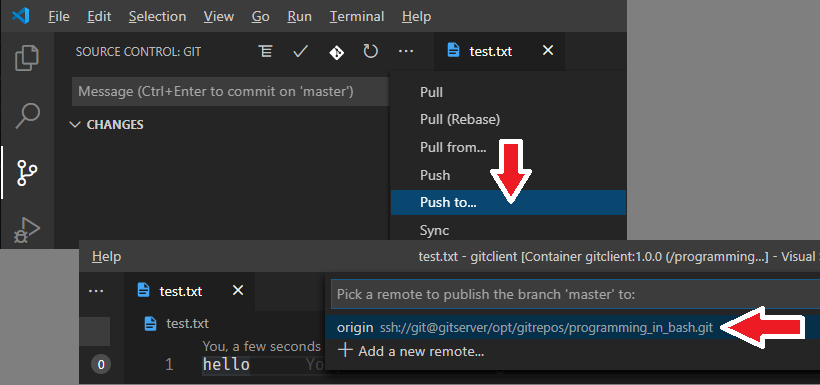 File Edit Selection View Go Run Terminal Help
SOURCE CONTROL: GIT
test.txt
Message (Ctrl+Enter to commit on 'master')
CHANGES
Pull
Pull (Rebase)
Pull from...
Push
Push to...
Sync
Help
test.txt - gitclient [Container gitclient:1.0.0 (/programming...] - Visual
test.txt
Pick a remote to publish the branch 'master' to:
test.txt
origin ssh://git@gitserver/opt/gitrepos/programming_in_bash.git
Add a new remote...
You, a few seconds
0
1 hello Yo